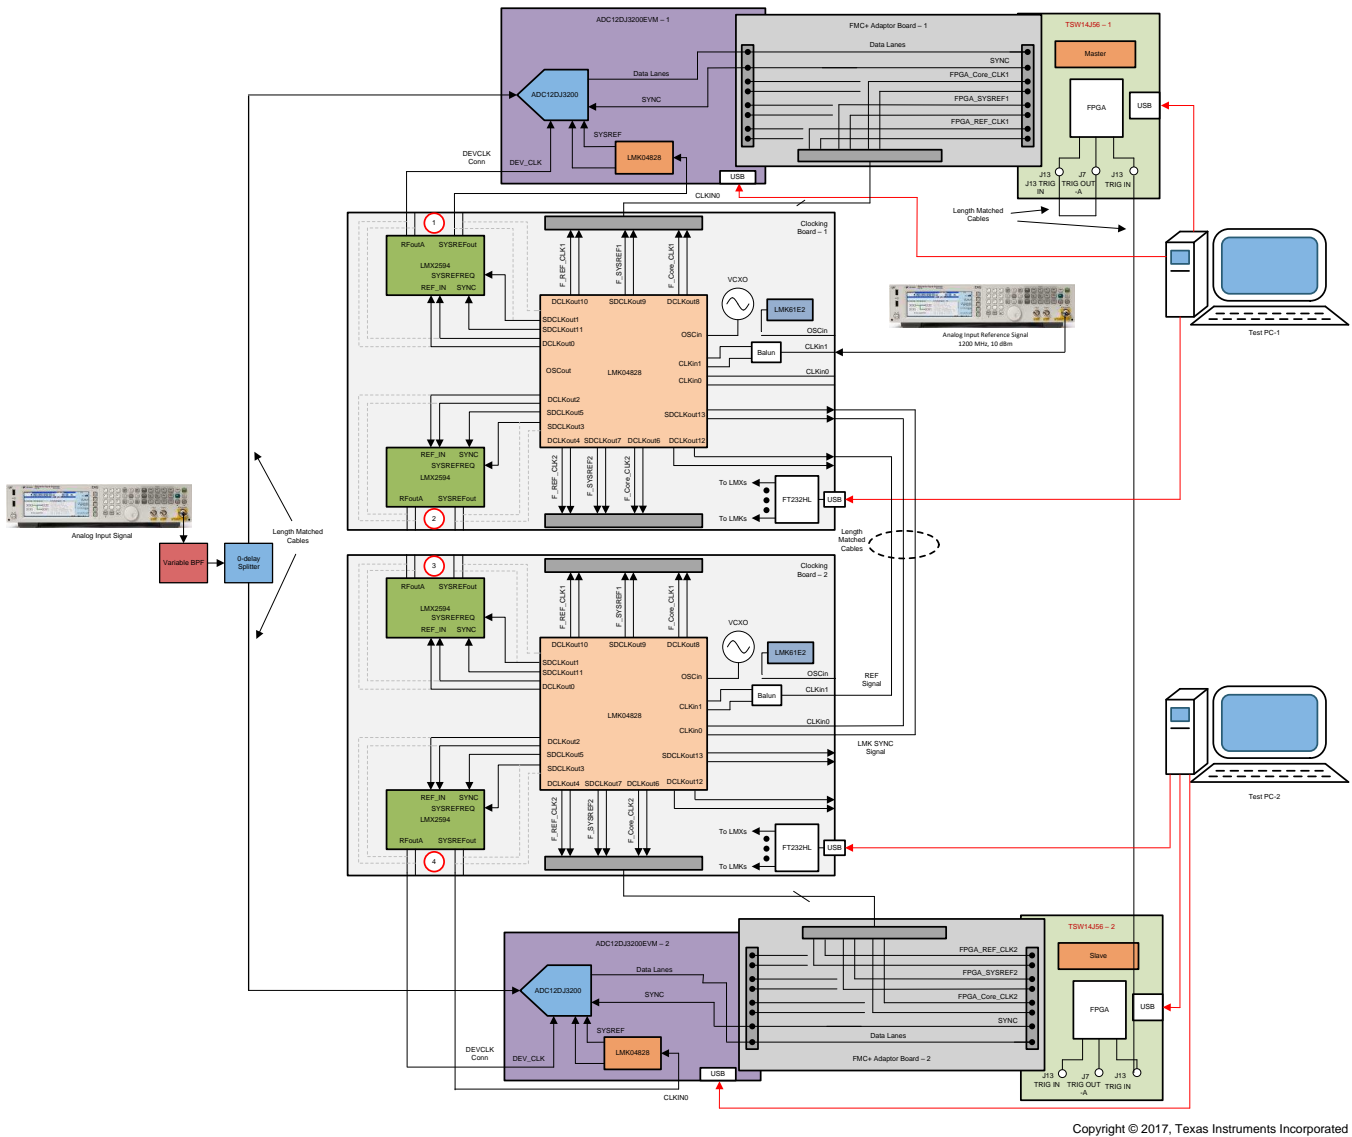 ADC12DJ3200EVM – 1
FMC+ Adaptor Board – 1
TSW14J56 – 1
Master
Data Lanes
SYNC
FPGA_Core_CLK1
FPGA_SYSREF1
FPGA_REF_CLK1
Data Lanes
ADC12DJ3200
SYNC
SYSREF
LMK04828
DEVCLK
Conn
DEV_CLK
USB
CLKIN0
FPGA
USB
J13
J13 TRIG
IN
J7
TRIG OUT
-A
J13
TRIG IN
Length Matched
Cables
1
RFoutA
SYSREFout
LMX2594
SYSREFREQ
REF_IN
SYNC
F_REF_CLK1
F_SYSREF1
F_Core_CLK1
Clocking
Board – 1
VCXO
LMK61E2
DCLKout10
SDCLKout9
DCLKout8
SDCLKout1
SDCLKout11
DCLKout0
OSCin
OSCin
CLKin1
Balun
CLKin1
CLKin0
CLKin0
OSCout
LMK04828
Analog Input Reference Signal
1200 MHz, 10 dBm
Test PC-1
DCLKout2
SDCLKout5
SDCLKout3
SDCLKout13
DCLKout4
SDCLKout7
DCLKout6
DCLKout12
REF_IN
SYNC
SYSREFREQ
LMX2594
RFoutA
SYSREFout
2
F_REF_CLK2
F_SYSREF2
F_Core_CLK2
To LMXs
To LMKs
FT232HL
USB
Analog Input Signal
Variable BPF
0-delay
Splitter
Length Matched
Cables
Length
Matched
Cables
3
RFoutA
SYSREFout
LMX2594
SYSREFREQ
REF_IN
SYNC
F_REF_CLK1
F_SYSREF1
F_Core_CLK1
Clocking
Board – 2
VCXO
LMK61E2
DCLKout10
SDCLKout9
DCLKout8
SDCLKout1
SDCLKout11
DCLKout0
OSCin
OSCin
CLKin1
Balun
CLKin1
CLKin0
CLKin0
LMK04828
REF
Signal
LMK SYNC
Signal
DCLKout2
SDCLKout5
SDCLKout3
SDCLKout13
DCLKout4
SDCLKout7
DCLKout6
DCLKout12
REF_IN
SYNC
SYSREFREQ
LMX2594
RFoutA
SYSREFout
4
F_REF_CLK2
F_SYSREF2
F_Core_CLK2
To LMXs
To LMKs
FT232HL
USB
Test PC-2
ADC12DJ3200EVM – 2
TSW14J56 – 2
Slave
FPGA_REF_CLK2
FPGA_SYSREF2
FPGA_Core_CLK2
SYNC
Data Lanes
FMC+ Adaptor Board – 2
Data Lanes
ADC12DJ3200
SYNC
SYSREF
LMK04828
DEVCLK
Conn
DEV_CLK
USB
CLKIN0
FPGA
USB
J13
TRIG IN
J7
TRIG OUT
-A
J13
TRIG IN
Copyright © 2017, Texas Instruments Incorporated